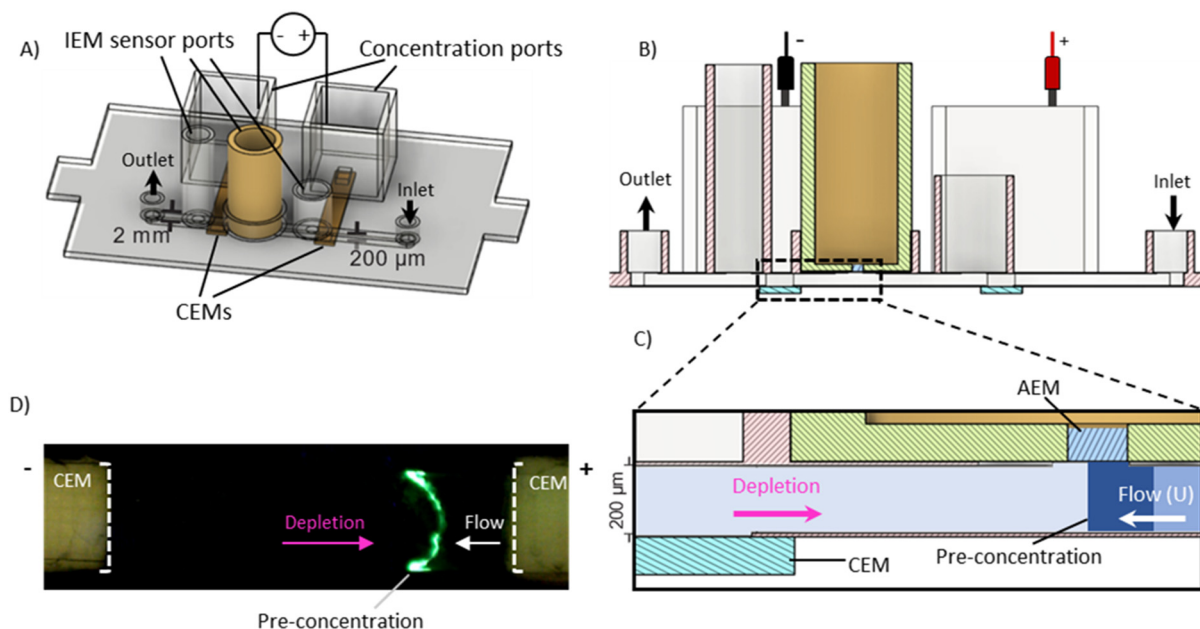 A)
IEM sensor ports
- +
Concentration ports
Outlet
Inlet
2 mm
200 µm
CEMs
B)
-
+
Outlet
Inlet
C)
AEM
Depletion
Flow (U)
200 µm
Pre-concentration
CEM
D)
-
CEM
Depletion
Flow
CEM
+
Pre-concentration